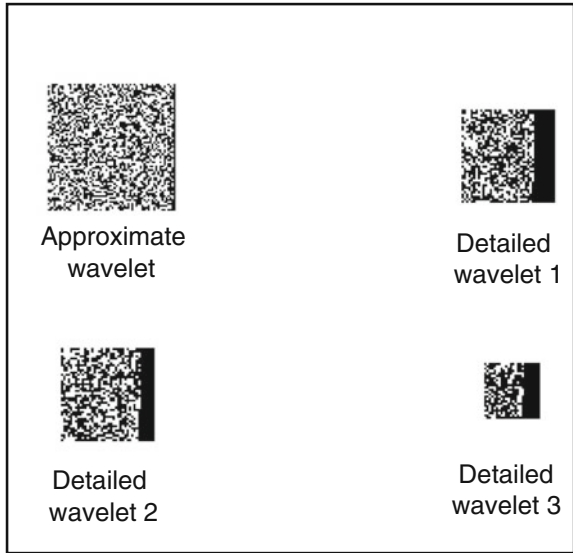 Approximate
wavelet
Detailed
wavelet 1
Detailed
wavelet 2
Detailed
wavelet 3